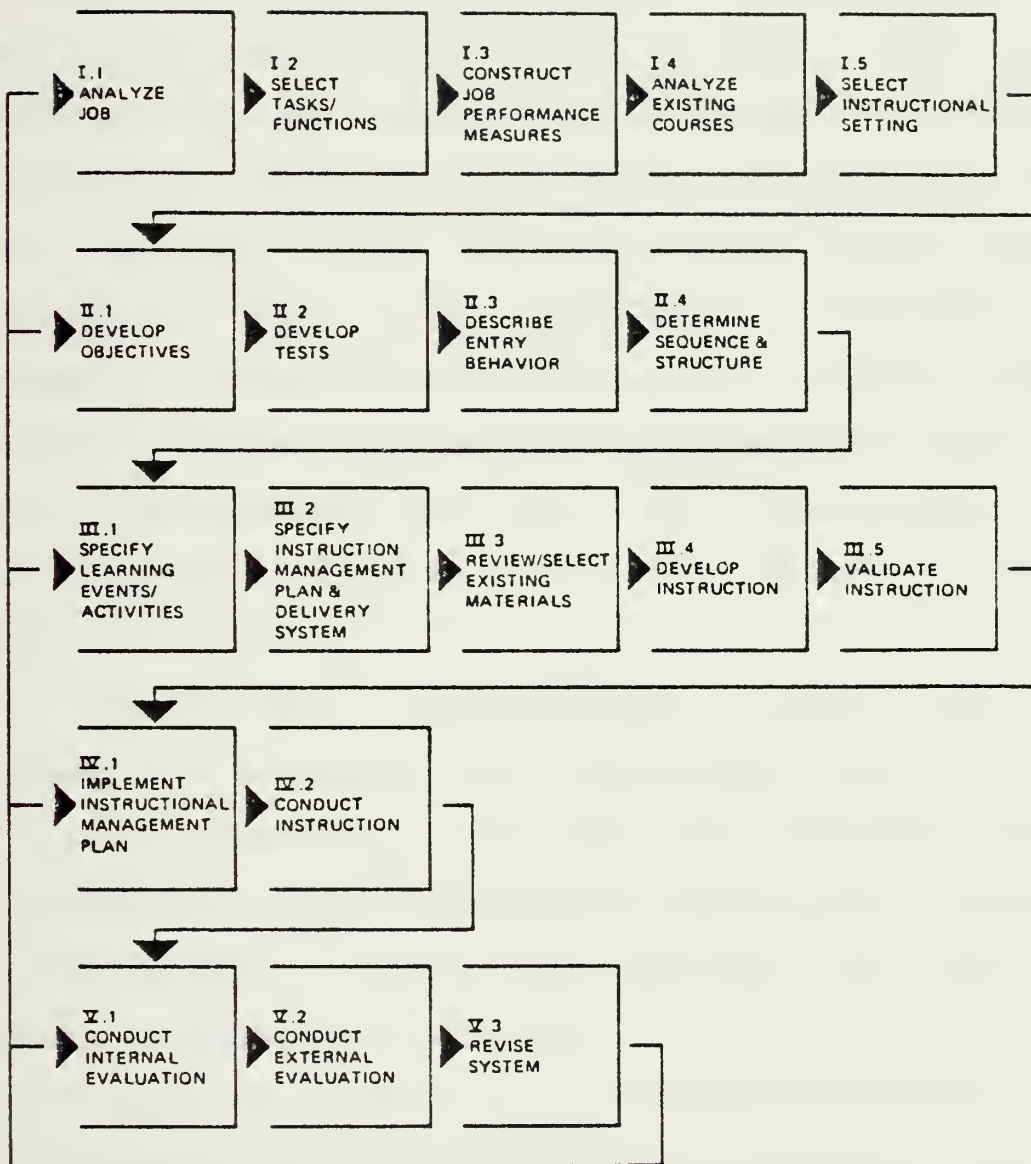 I.1
ANALYZE
JOB
I 2
SELECT
TASKS/
FUNCTIONS
I.3
CONSTRUCT
JOB
PERFORMANCE
MEASURES
I 4
ANALYZE
EXISTING
COURSES
I.5
SELECT
INSTRUCTIONAL
SETTING
II.1
DEVELOP
OBJECTIVES
II 2
DEVELOP
TESTS
II.3
DESCRIBE
ENTRY
BEHAVIOR
II.4
DETERMINE
SEQUENCE &
STRUCTURE
III.1
SPECIFY
LEARNING
EVENTS/
ACTIVITIES
III 2
SPECIFY
INSTRUCTION
MANAGEMENT
PLAN &
DELIVERY
SYSTEM
III 3
REVIEW/SELECT
EXISTING
MATERIALS
III.4
DEVELOP
INSTRUCTION
III.5
VALIDATE
INSTRUCTION
IV.1
IMPLEMENT
INSTRUCTIONAL
MANAGEMENT
PLAN
IV.2
CONDUCT
INSTRUCTION
V.1
CONDUCT
INTERNAL
EVALUATION
V.2
CONDUCT
EXTERNAL
EVALUATION
V 3
REVISE
SYSTEM